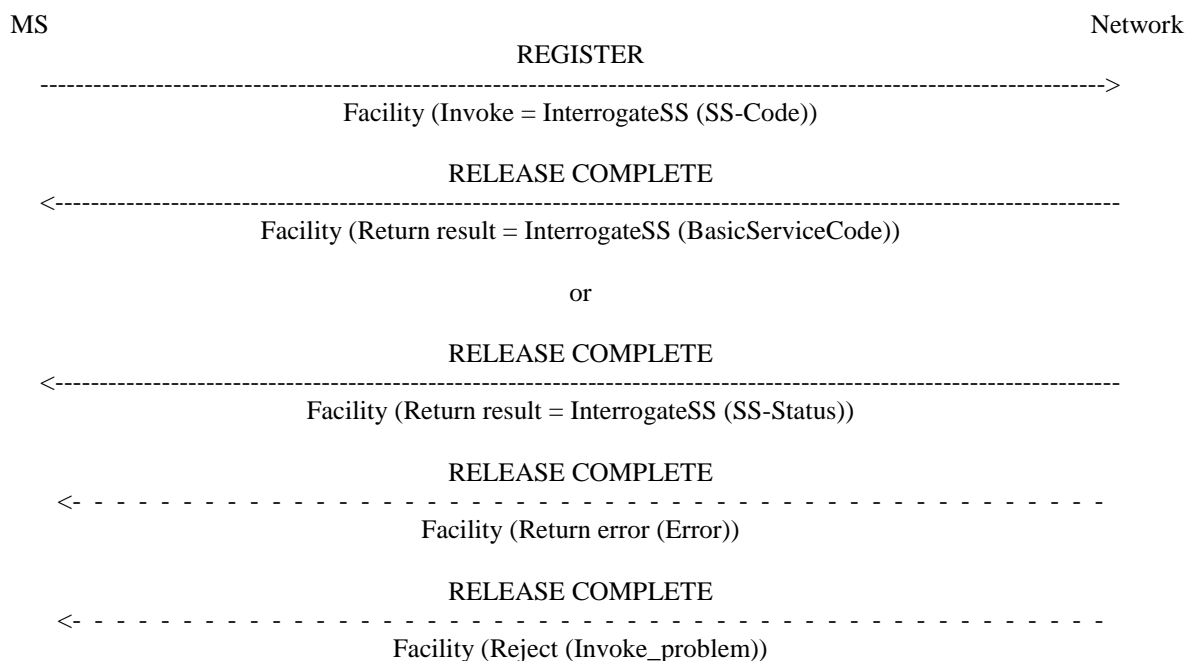 MS Network
REGISTER
------------------------------------------------------------------------------------------------------------------------>
Facility (Invoke = InterrogateSS (SS-Code))
RELEASE COMPLETE
<------------------------------------------------------------------------------------------------------------------------
Facility (Return result = InterrogateSS (BasicServiceCode))
or
RELEASE COMPLETE
<------------------------------------------------------------------------------------------------------------------------
Facility (Return result = InterrogateSS (SS-Status))
RELEASE COMPLETE
<- - - - - - - - - - - - - - - - - - - - - - - - - - - - - - - - - - - - - - - - - - - - - - - - - - - -
Facility (Return error (Error))
RELEASE COMPLETE
<- - - - - - - - - - - - - - - - - - - - - - - - - - - - - - - - - - - - - - - - - - - - - - - - - - - -
Facility (Reject (Invoke_problem))